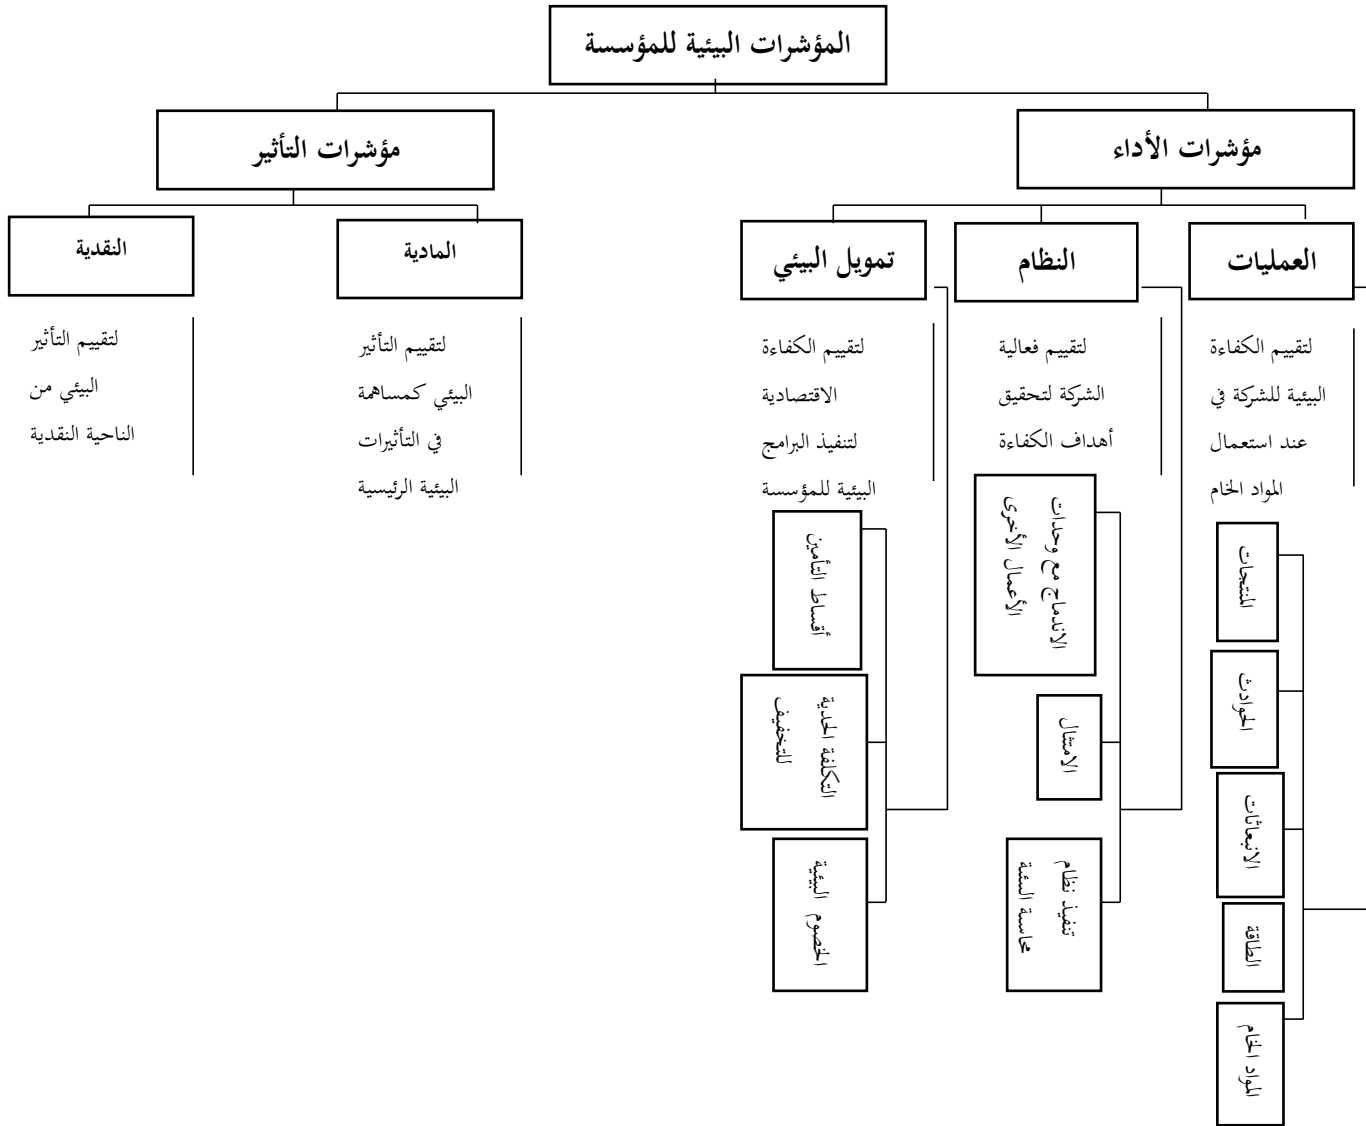 المؤشرات البيئية للمؤسسة
مؤشرات الأداء
مؤشرات التأثير
العمليات
النظام
تمويل البيئي
المادية
النقدية
لتقييم الكفاءة
البيئية للشركة في
عند استعمال
المواد الخام
المنتجات
الحوادث
الانبعاثات
الطاقة
المواد الخام
لتقييم فعالية
الشركة لتحقيق
أهداف الكفاءة
الاندماج مع وحدات
الأعمال الأخرى
الامتثال
تنفيذ نظام
محاسبة البيئية
لتقييم الكفاءة
الاقتصادية
لتنفيذ البرامج
البيئية للمؤسسة
أقساط التأمين
التكلفة الحدية
للتخفيف
الخصوم البيئية
لتقييم التأثير
البيئي كمساهمة
في التأثيرات
البيئية الرئيسية
لتقييم التأثير
البيئي من
الناحية النقدية